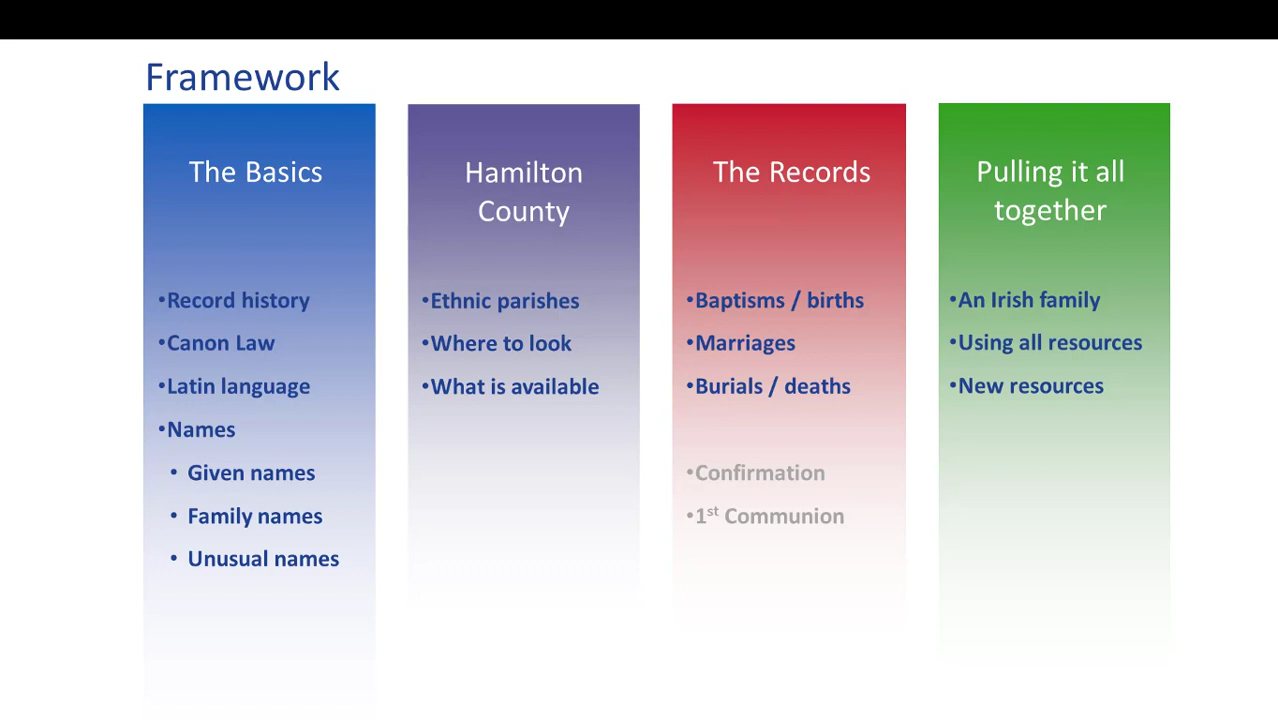 Framework
The Basics
•Record history
•Canon Law
•Latin language
•Names
• Given names
• Family names
• Unusual names
Hamilton
County
•Ethnic parishes
•Where to look
•What is available
The Records
•Baptisms / births
•Marriages
•Burials / deaths
•Confirmation
•1st Communion
Pulling it all
together
•An Irish family
•Using all resources
•New resources